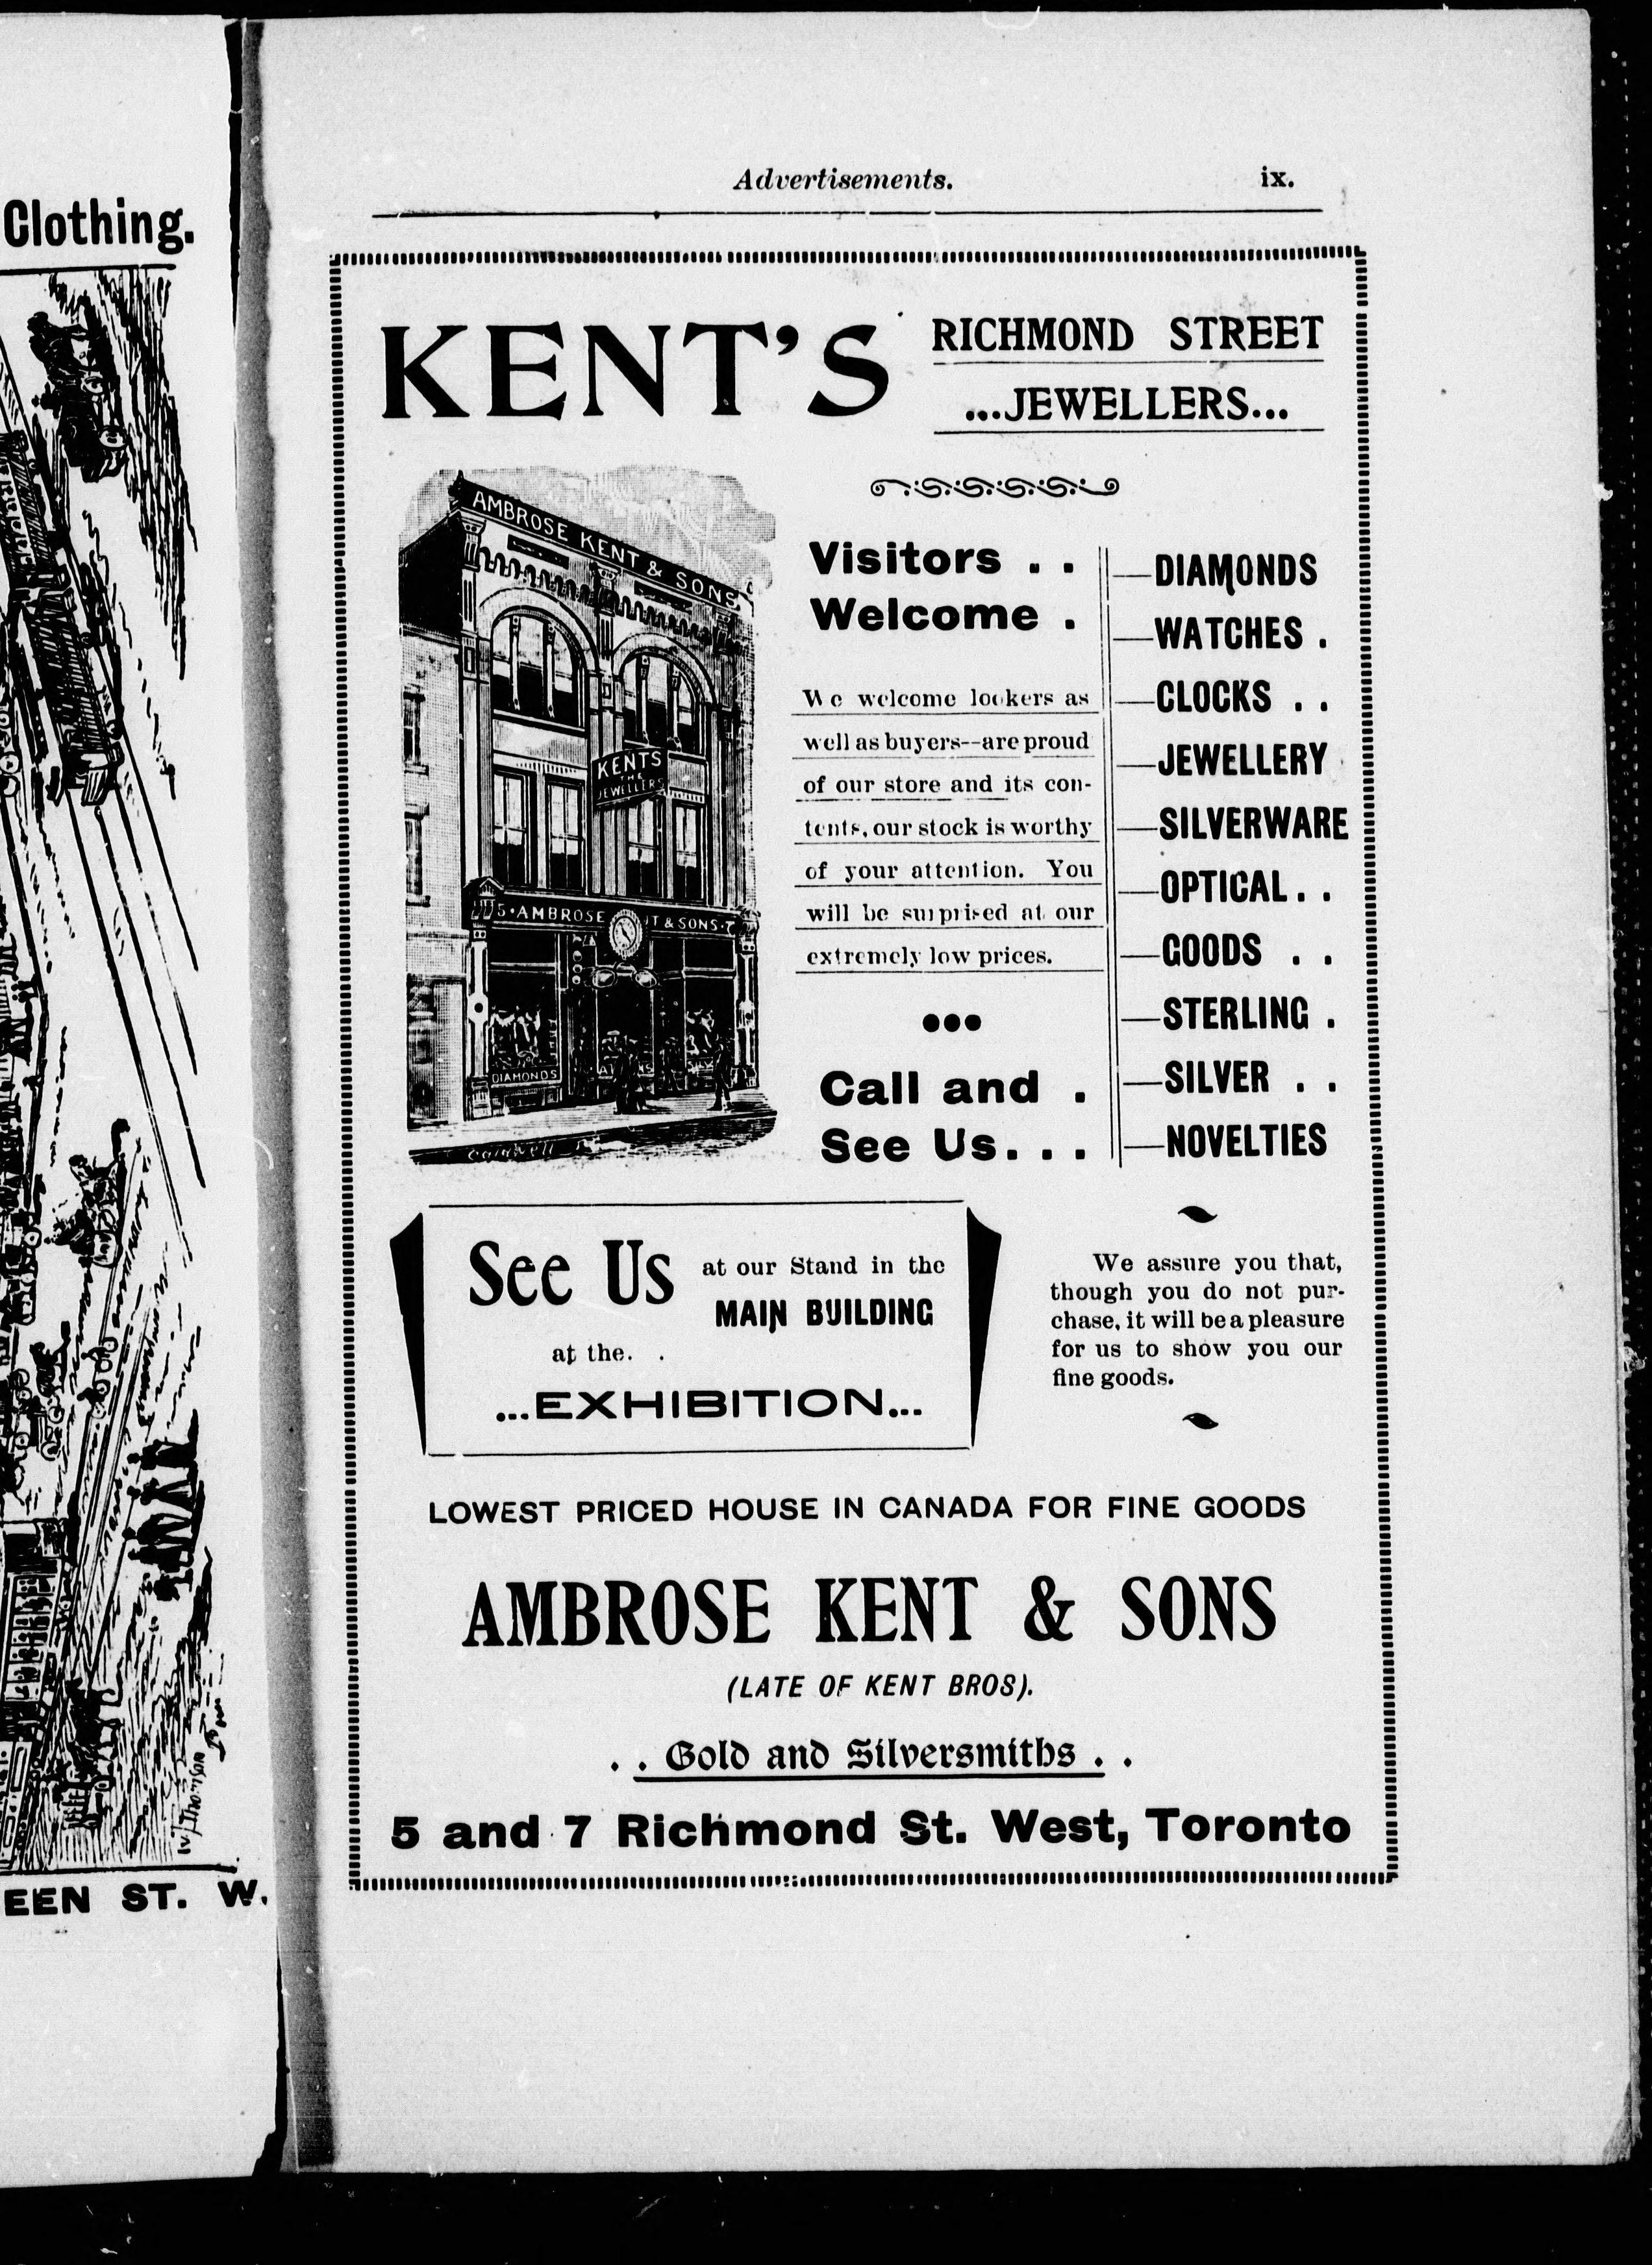 Clothing.
EEN ST. W.
Advertisements. ix.
KENT'S
RICHMOND STREET
...JEWELLERS...
AMBROSE KENT & SONS
KENTS
THE
JEWELLERS
5 · AMBROSE
T & SONS · 7
DIAMONDS
Visitors . .
Welcome .
We welcome lookers as
well as buyers--are proud
of our store and its con-
tents, our stock is worthy
of your attention. You
will be surprised at our
extremely low prices.
Call and .
See Us. . .
—DIAMONDS
—WATCHES .
—CLOCKS . .
—JEWELLERY
—SILVERWARE
—OPTICAL . .
—GOODS . .
—STERLING .
—SILVER . .
—NOVELTIES
See Us at our Stand in the
MAIN BUILDING
at the. .
...EXHIBITION...
We assure you that,
though you do not pur-
chase, it will be a pleasure
for us to show you our
fine goods.
LOWEST PRICED HOUSE IN CANADA FOR FINE GOODS
AMBROSE KENT & SONS
(LATE OF KENT BROS).
. . Gold and Silversmiths . .
5 and 7 Richmond St. West, Toronto